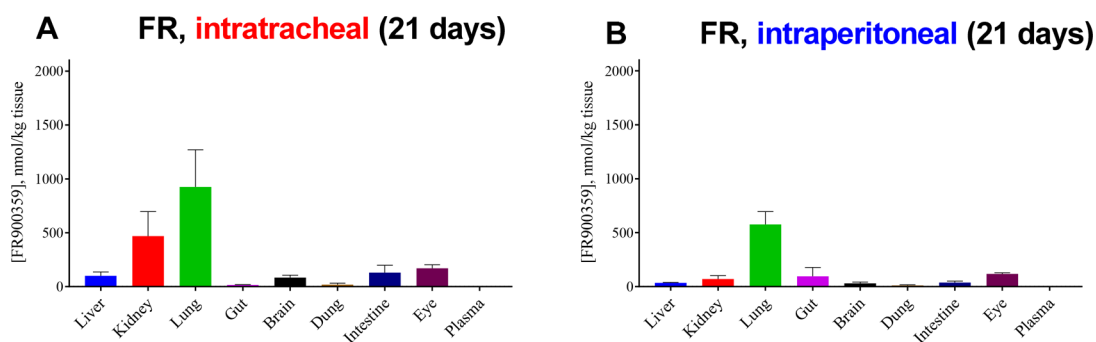 A FR, intratracheal (21 days)
[FR900359], nmol/kg tissue
2000
1500
1000
500
0
Liver
Kidney
Lung
Gut
Brain
Dung
Intestine
Eye
Plasma
B FR, intraperitoneal (21 days)
[FR900359], nmol/kg tissue
2000
1500
1000
500
0
Liver
Kidney
Lung
Gut
Brain
Dung
Intestine
Eye
Plasma